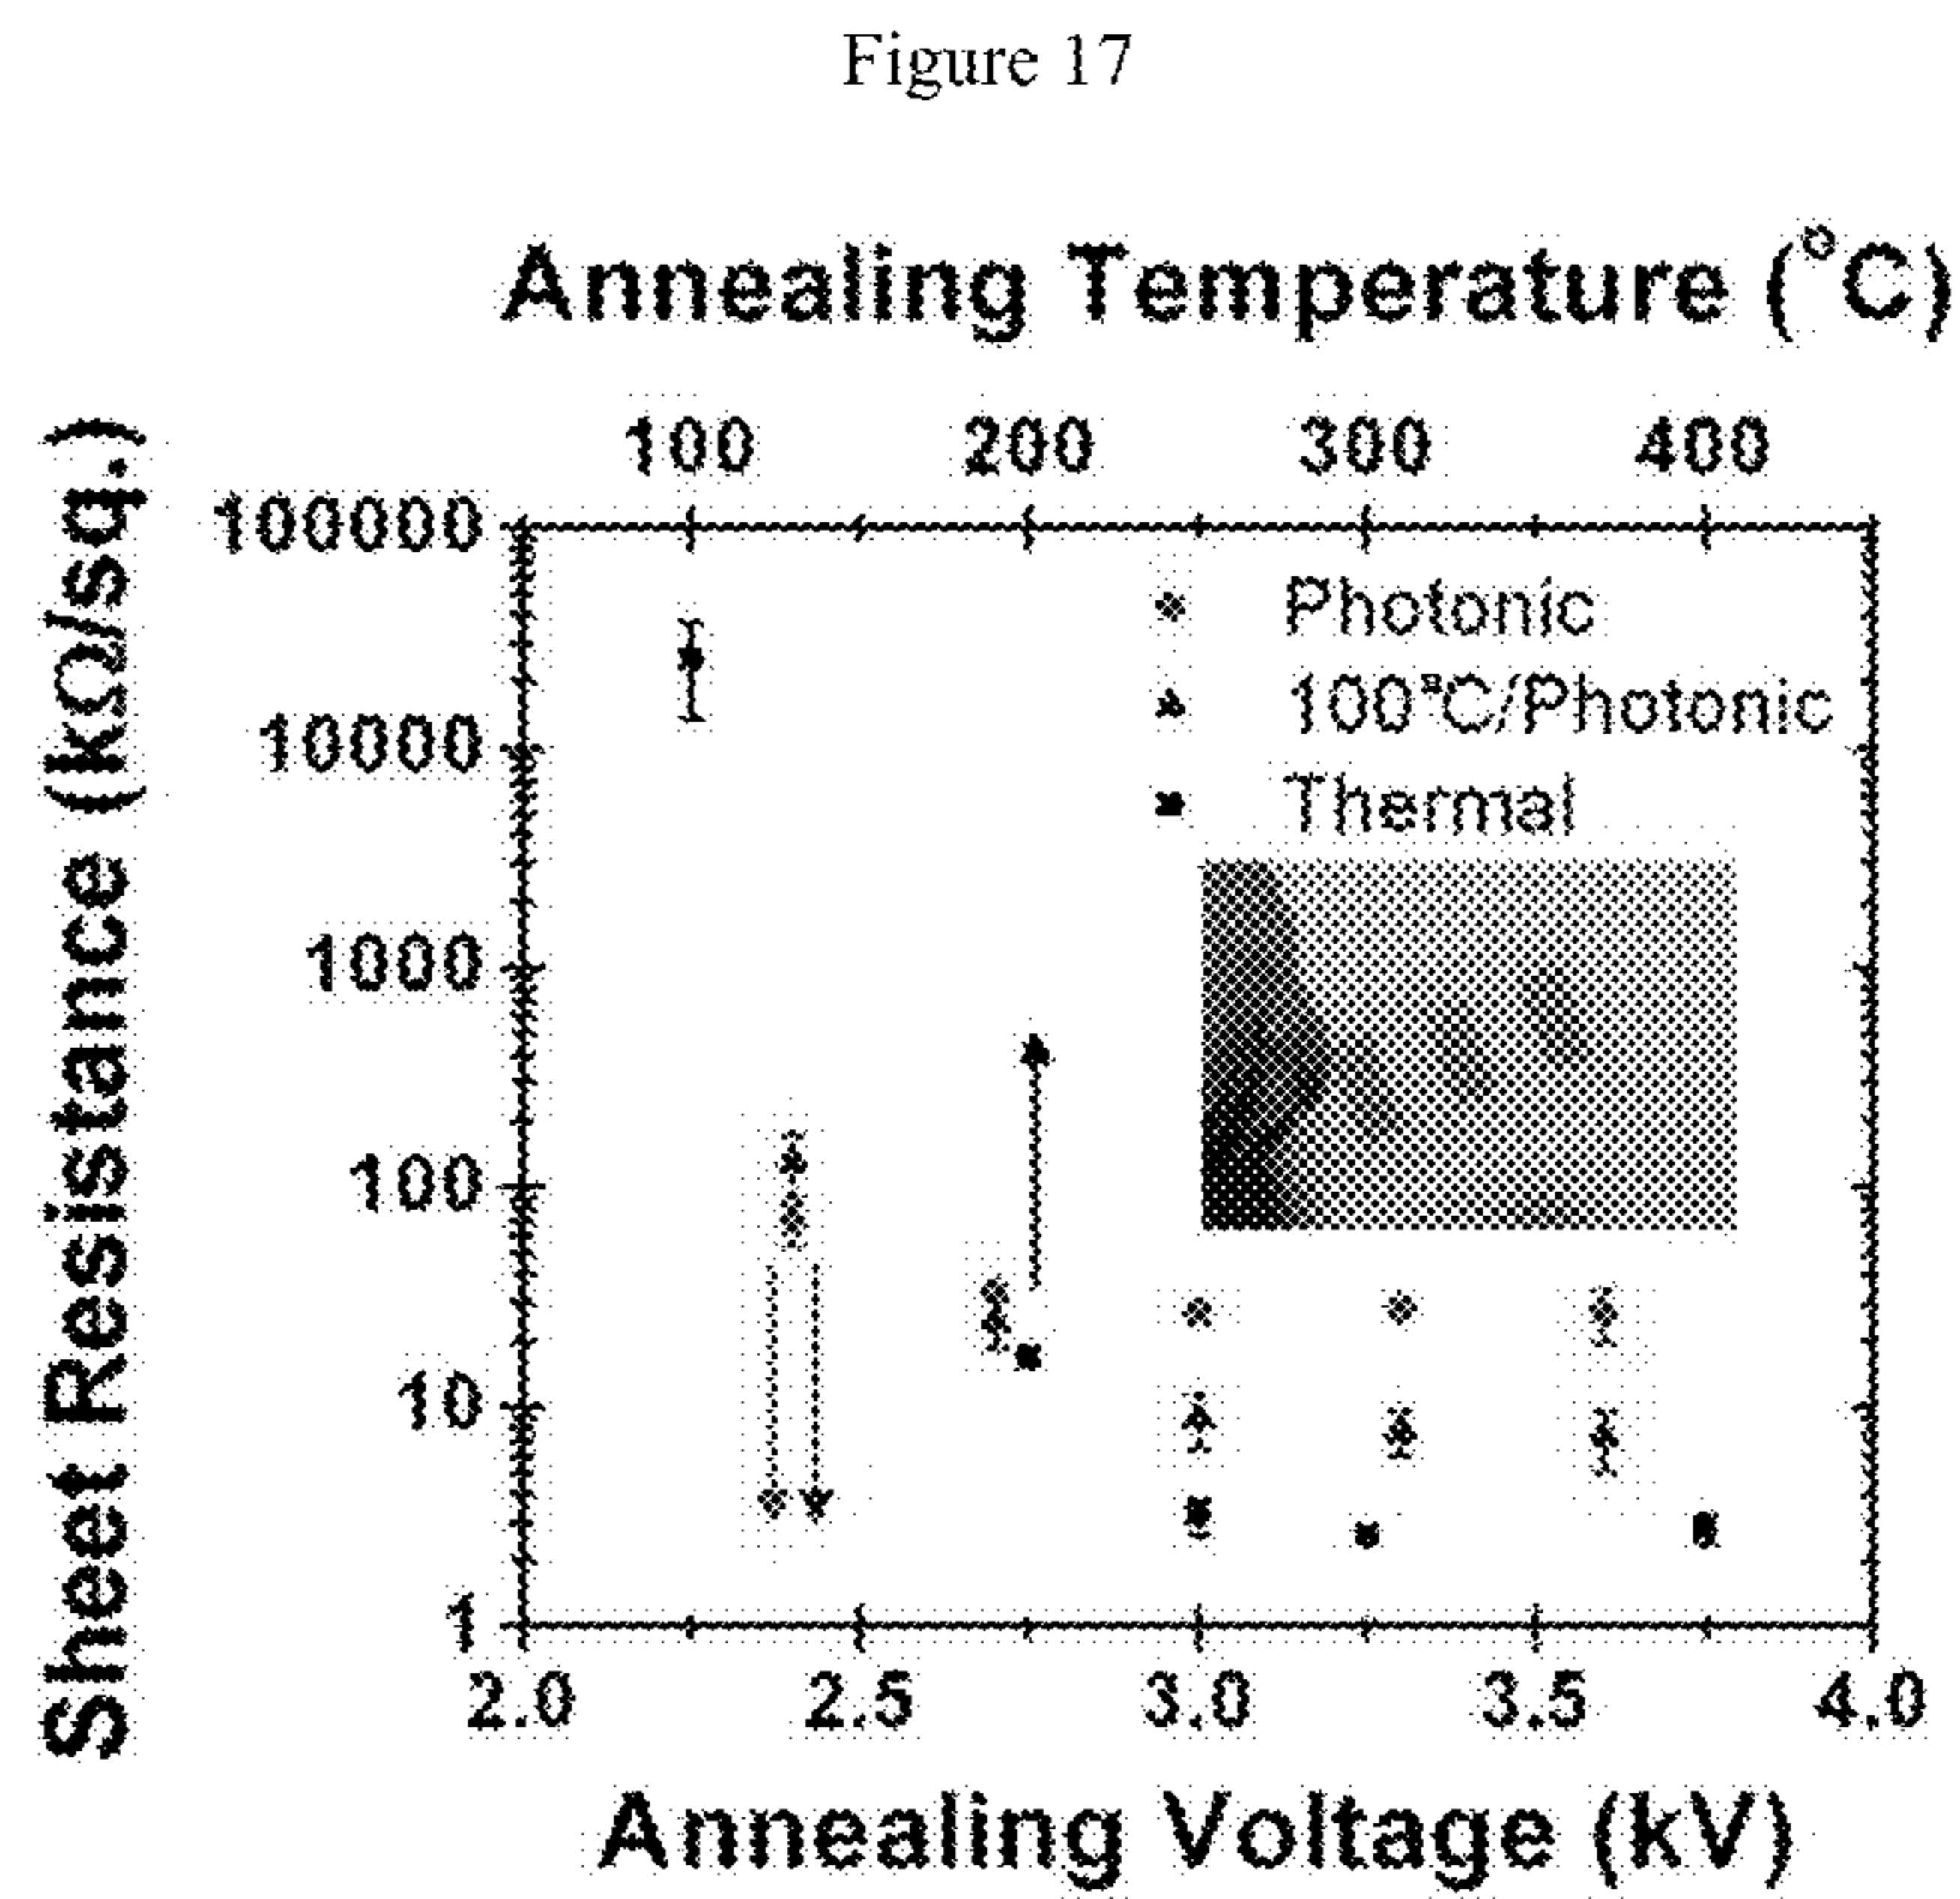 Figure 17
Annealing Temperature (°C)
100 200 300 400
Sheet Resistance (kΩ/sq.)
100000
10000
1000
100
10
1
Photonic
100°C/Photonic
Thermal
2.0 2.5 3.0 3.5 4.0
Annealing Voltage (kV)